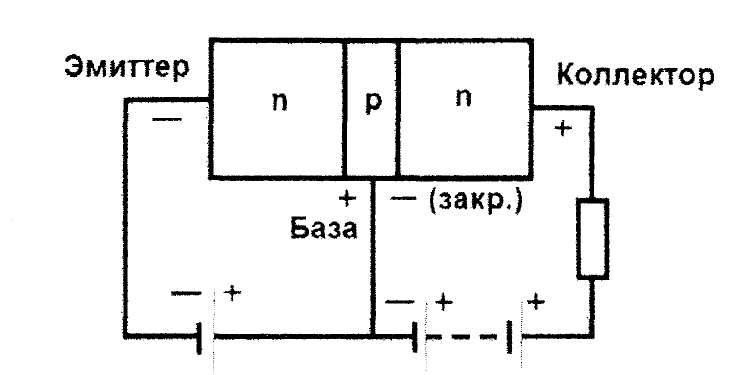 Эмиттер
Коллектор
n
p
n
—
+
+
— (закр.)
База
— +
— +
+